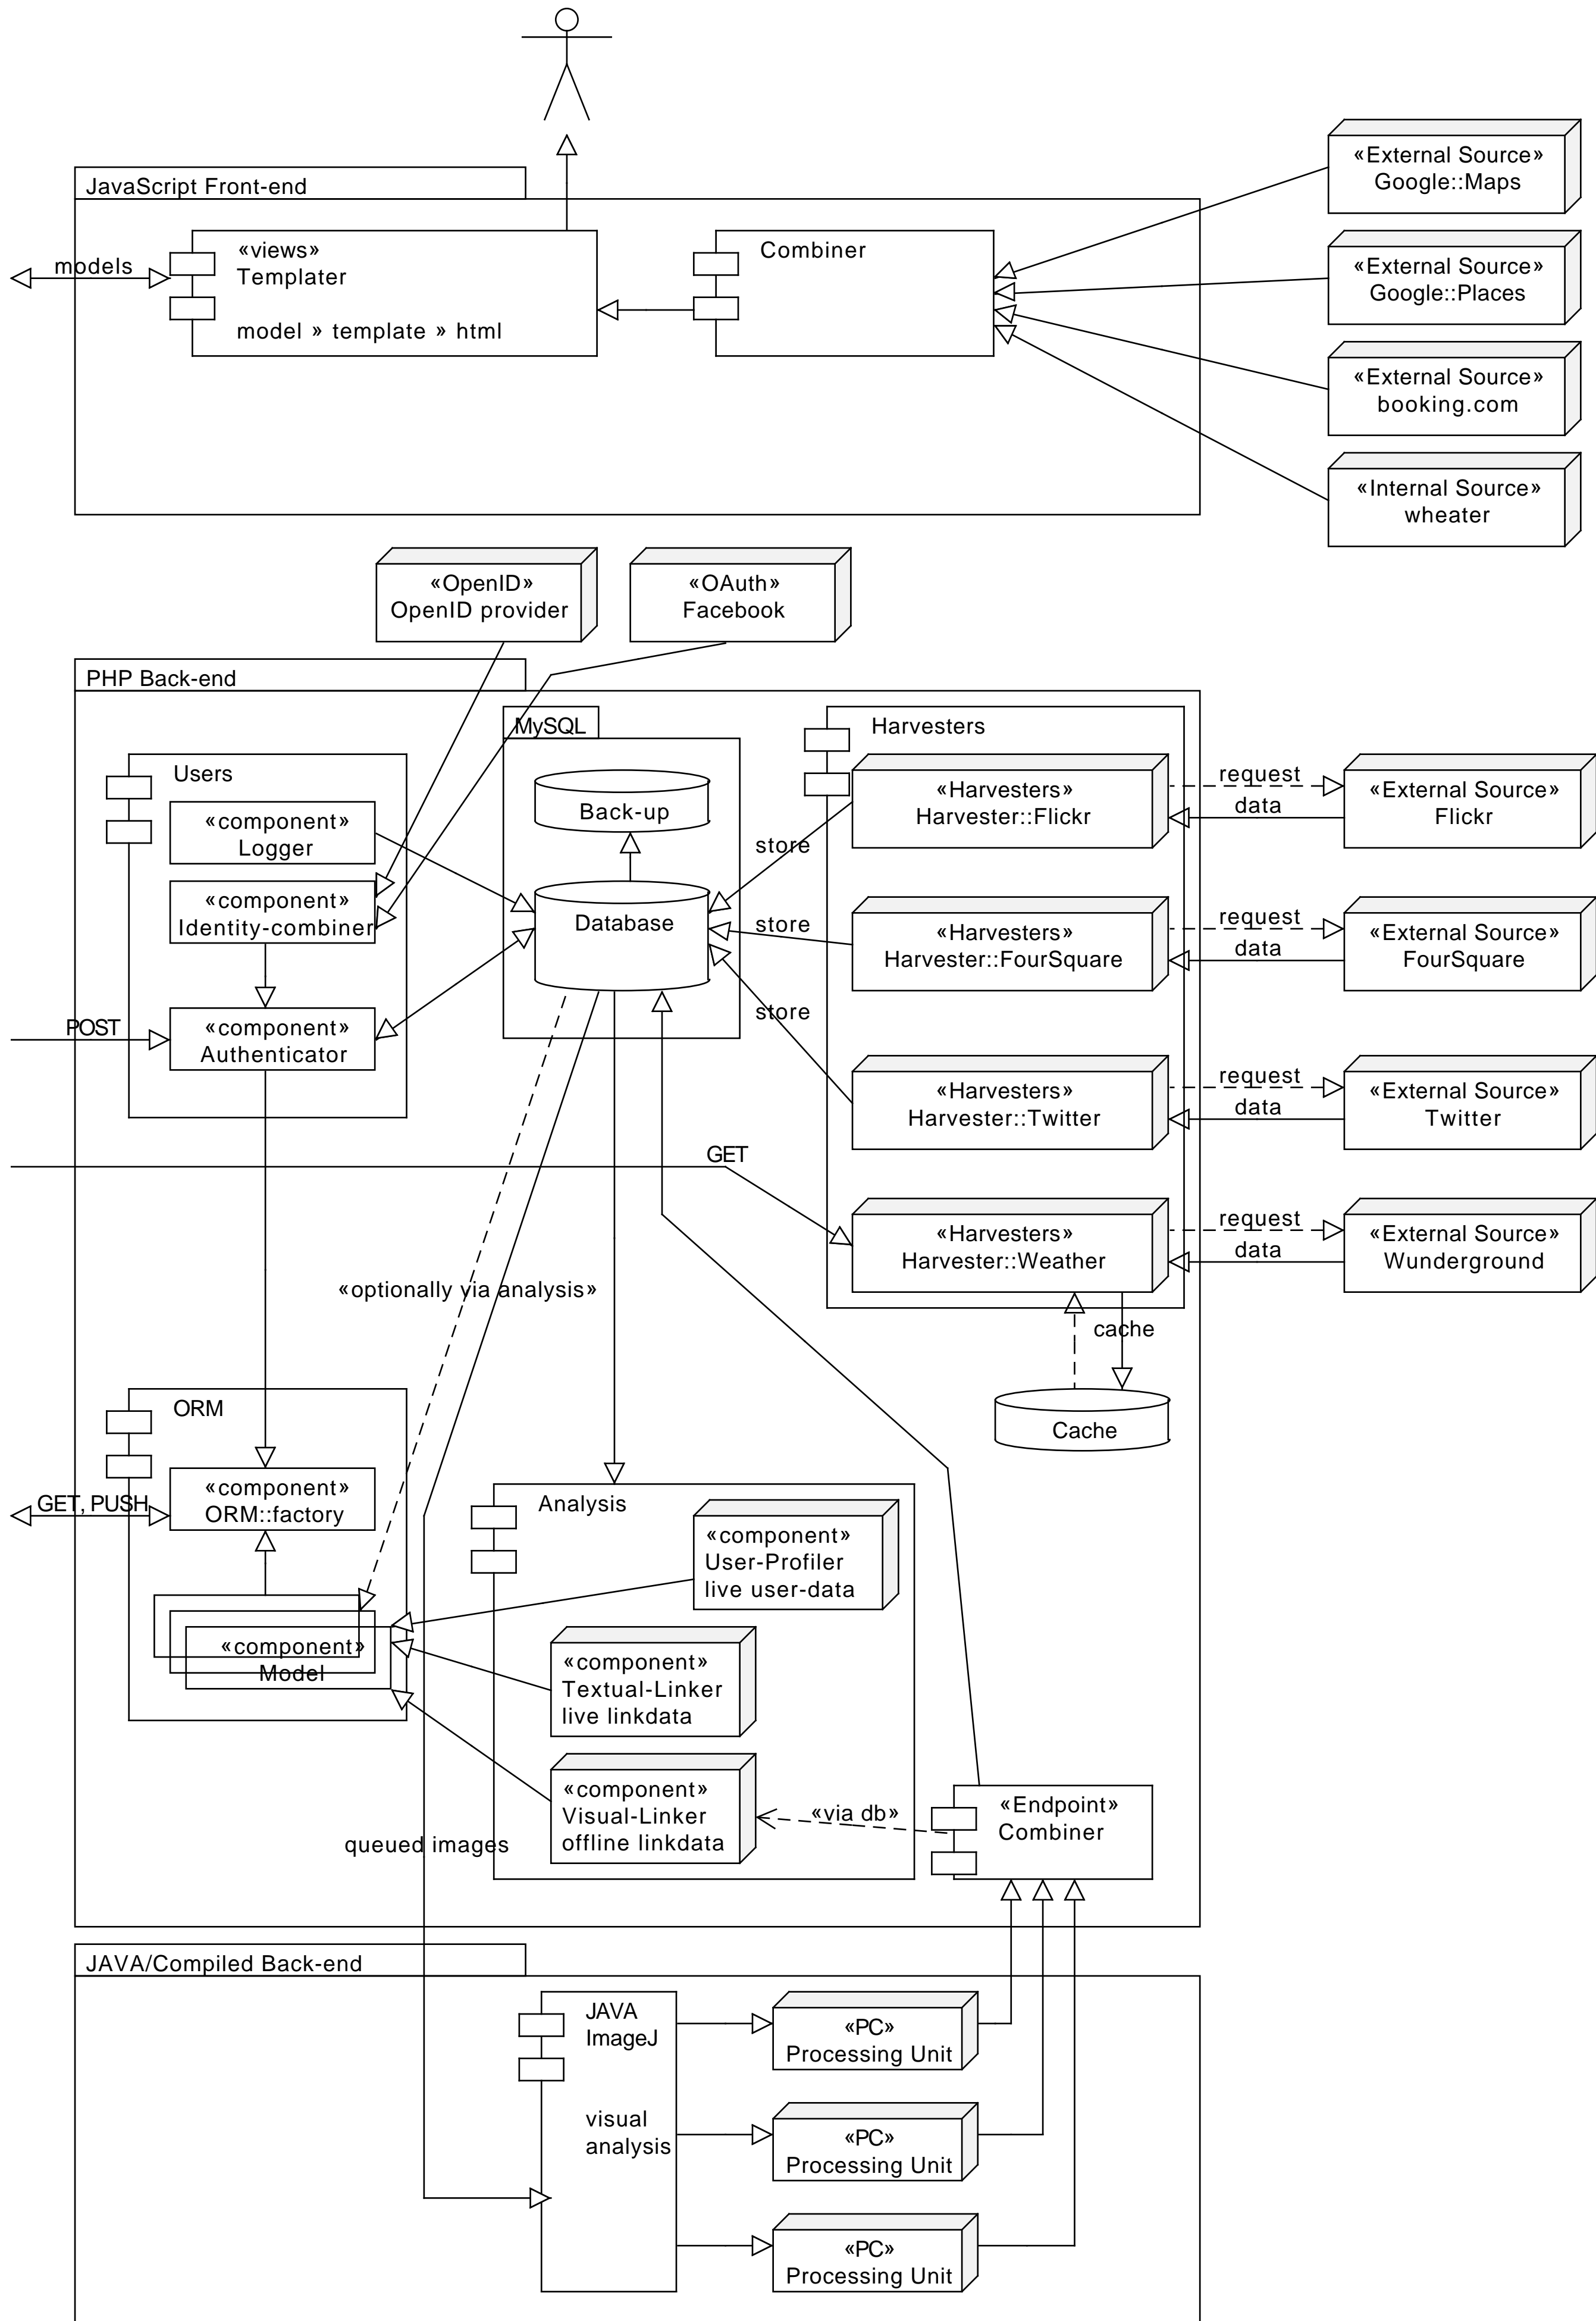 JavaScript Front-end
«External Source»
Google::Maps
models
«views»
Templater
model » template » html
Combiner
«External Source»
Google::Places
«External Source»
booking.com
«Internal Source»
wheater
«OpenID»
OpenID provider
«OAuth»
Facebook
PHP Back-end
MySQL
Harvesters
Users
«component»
Logger
«component»
Identity-combiner
POST
«component»
Authenticator
Back-up
Database
store
store
store
«Harvesters»
Harvester::Flickr
request
data
«External Source»
Flickr
«Harvesters»
Harvester::FourSquare
request
data
«External Source»
FourSquare
«Harvesters»
Harvester::Twitter
request
data
«External Source»
Twitter
GET
«Harvesters»
Harvester::Weather
request
data
«External Source»
Wunderground
«optionally via analysis»
cache
Cache
ORM
«component»
ORM::factory
GET, PUSH
«component»
Model
Analysis
«component»
User-Profiler
live user-data
«component»
Textual-Linker
live linkdata
«component»
Visual-Linker
offline linkdata
«via db»
«Endpoint»
Combiner
queued images
JAVA/Compiled Back-end
JAVA
ImageJ
visual
analysis
«PC»
Processing Unit
«PC»
Processing Unit
«PC»
Processing Unit